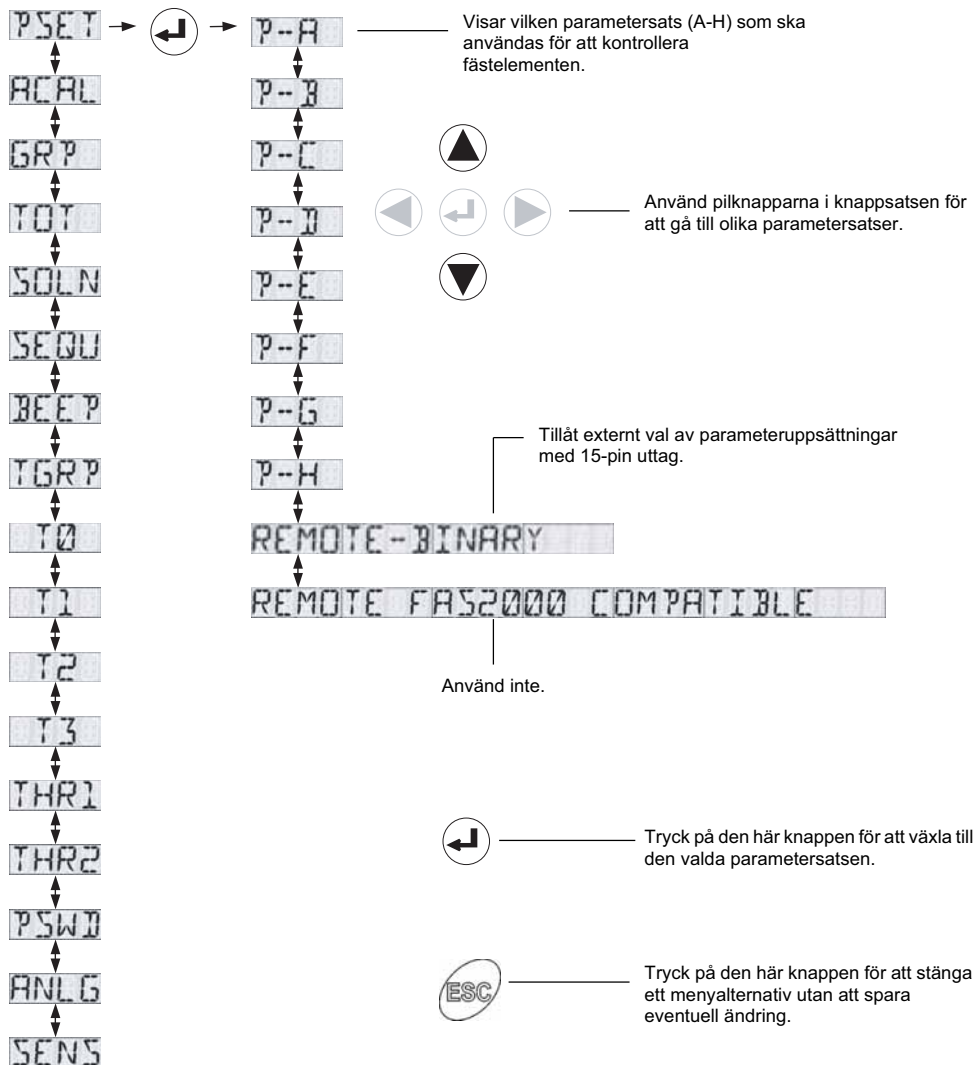 PSET
ACAL
GRP
TOT
SOLN
SEQU
BEEP
TGRP
T0
T1
T2
T3
THR1
THR2
PSWD
ANLG
SENS
P--A
P--B
P--C
P--D
P--E
P--F
P--G
P--H
REMOTE-BINARY
REMOTE FAS2000 COMPATIBLE
Visar vilken parametersats (A-H) som ska
användas för att kontrollera
fästelementen.
Använd pilknapparna i knappsatsen för
att gå till olika parametersatser.
Tillåt externt val av parameteruppsättningar
med 15-pin uttag.
Använd inte.
Tryck på den här knappen för att växla till
den valda parametersatsen.
ESC
Tryck på den här knappen för att stänga
ett menyalternativ utan att spara
eventuell ändring.